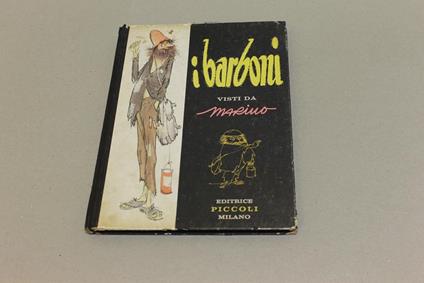 i barboni
VISTI DA
MARINO
EDITRICE
PICCOLI
MILANO